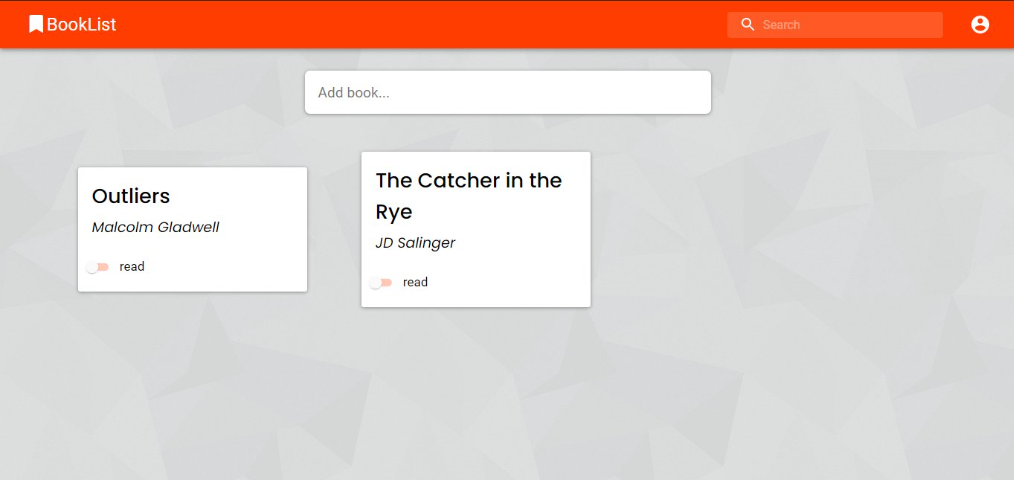 BookList
Search
Add book...
Outliers
Malcolm Gladwell
read
The Catcher in the
Rye
JD Salinger
read